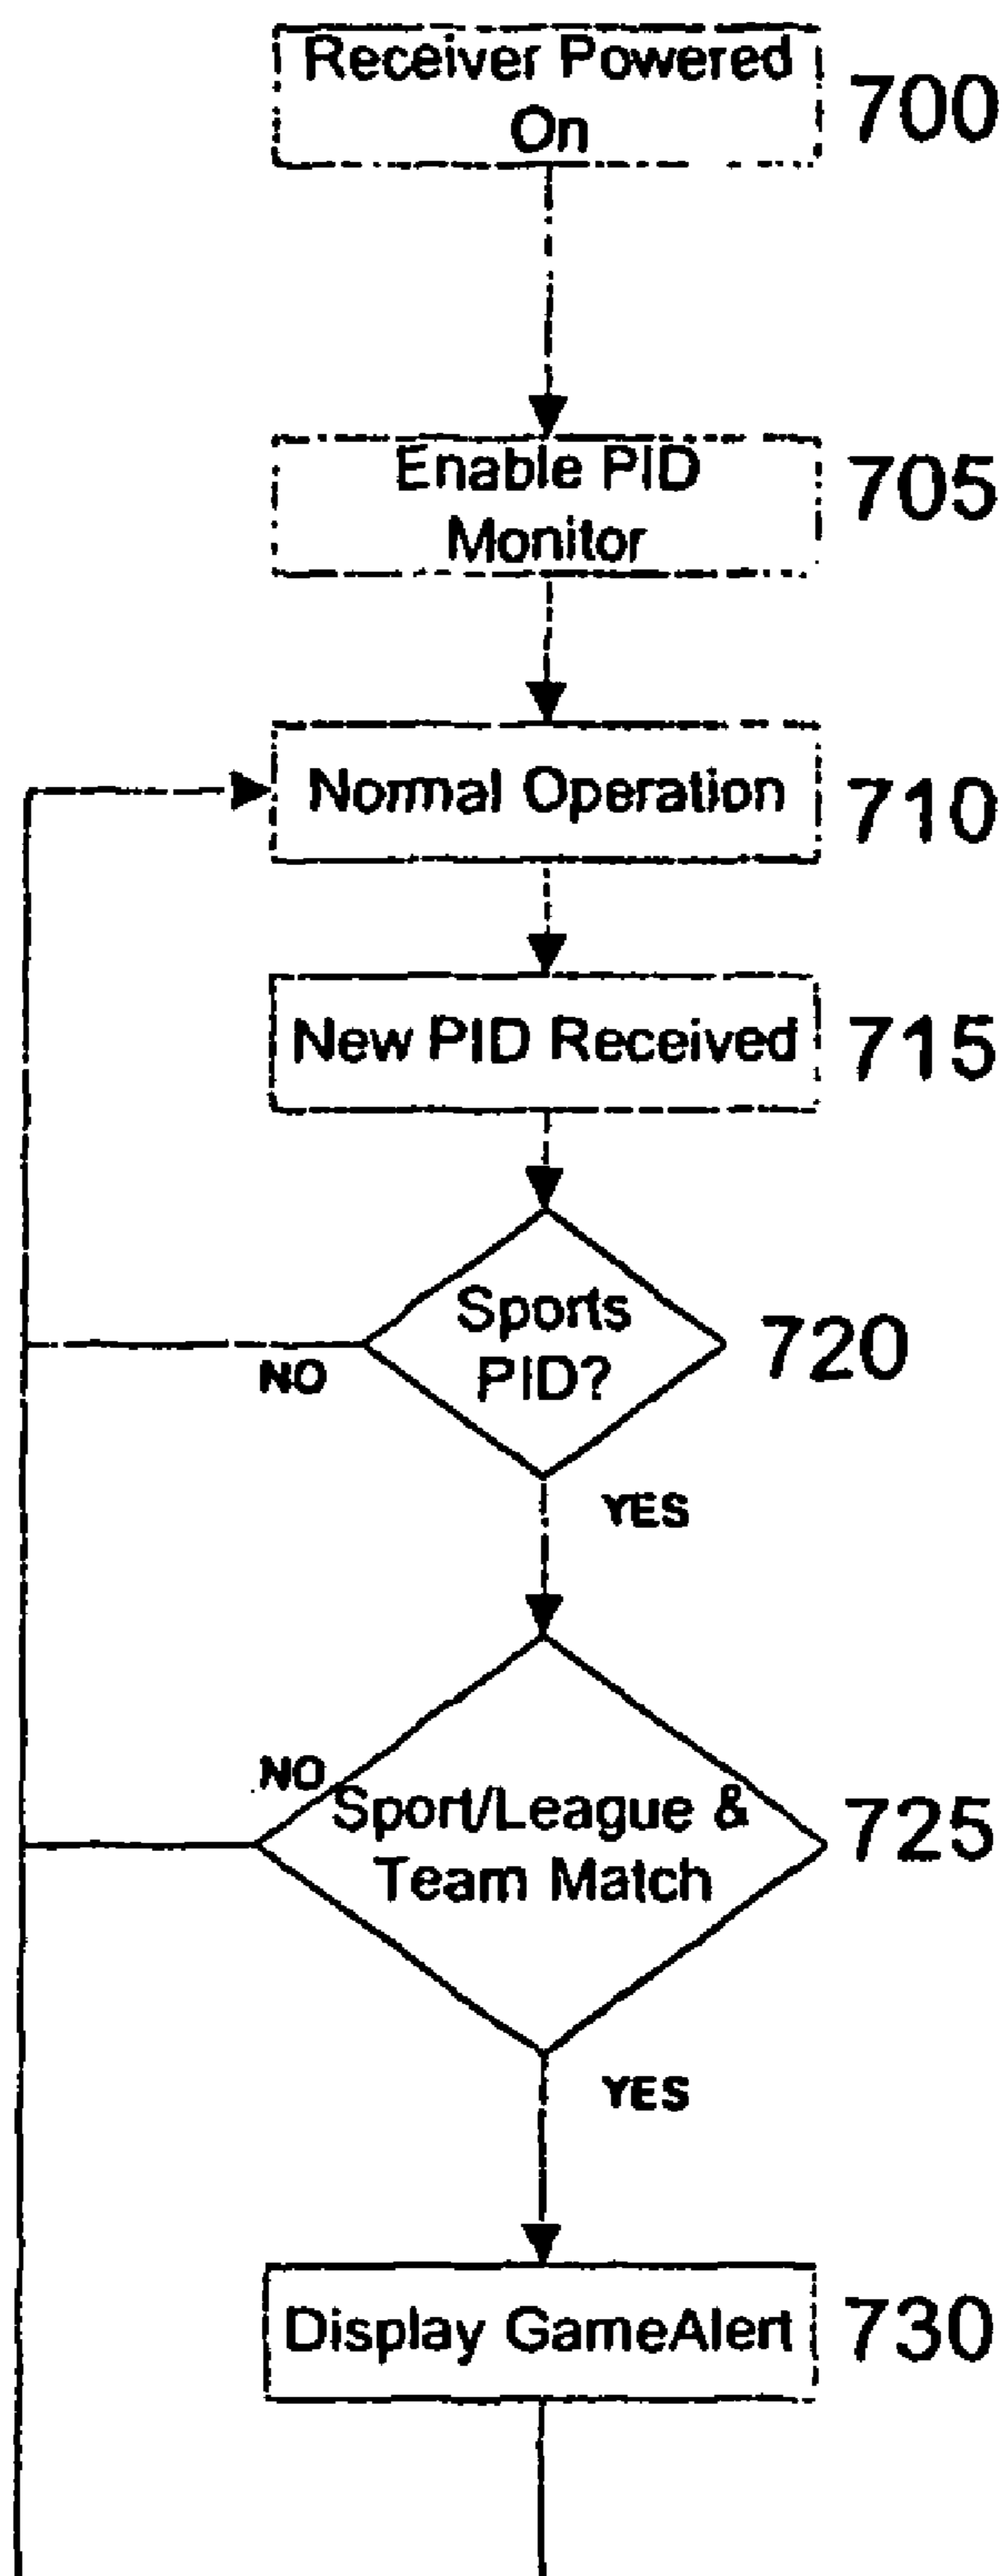 Receiver Powered
On
700
Enable PID
Monitor
705
Normal Operation
710
New PID Received
715
Sports
PID?
720
NO
YES
NO
Sport/League &
Team Match
725
YES
Display GameAlert
730